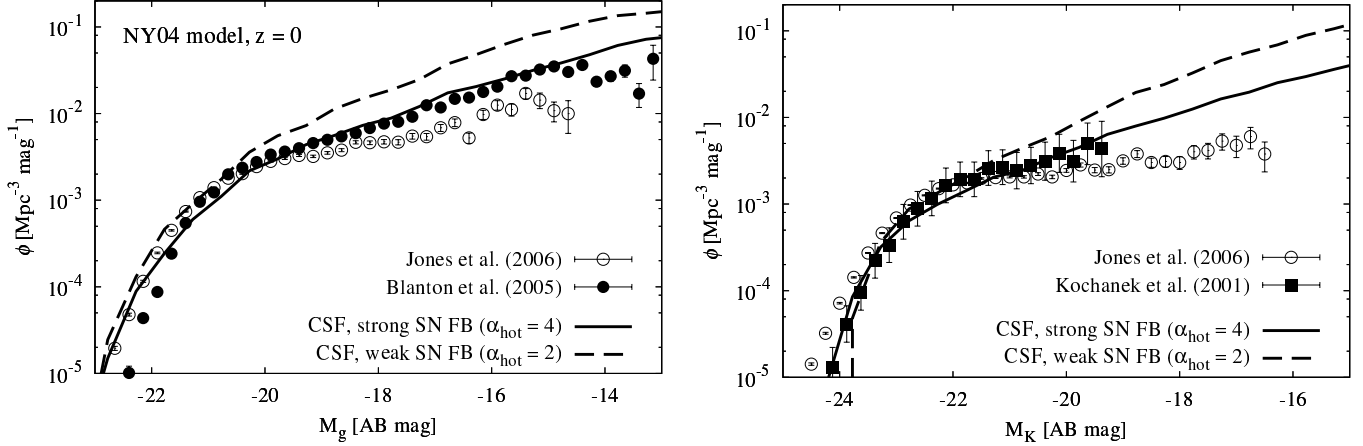 10⁻¹
10⁻²
10⁻³
10⁻⁴
10⁻⁵
ϕ [Mpc⁻³ mag⁻¹]
NY04 model, z = 0
Jones et al. (2006)
Blanton et al. (2005)
CSF, strong SN FB (α_hot = 4)
CSF, weak SN FB (α_hot = 2)
-22 -20 -18 -16 -14
M_g [AB mag]
10⁻¹
10⁻²
10⁻³
10⁻⁴
10⁻⁵
ϕ [Mpc⁻³ mag⁻¹]
Jones et al. (2006)
Kochanek et al. (2001)
CSF, strong SN FB (α_hot = 4)
CSF, weak SN FB (α_hot = 2)
-24 -22 -20 -18 -16
M_K [AB mag]